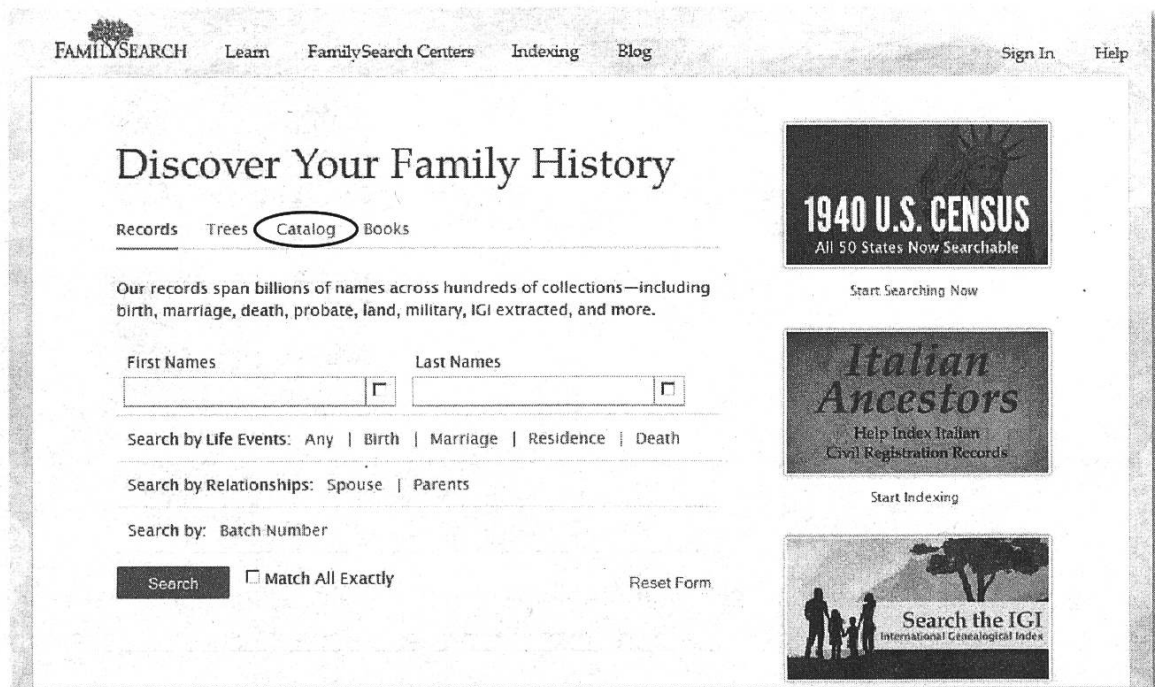 FAMILYSEARCH Learn FamilySearch Centers Indexing Blog Sign In Help
Discover Your Family History
Records Trees Catalog Books
Our records span billions of names across hundreds of collections—including
birth, marriage, death, probate, land, military, IGI extracted, and more.
First Names Last Names
Search by Life Events: Any | Birth | Marriage | Residence | Death
Search by Relationships: Spouse | Parents
Search by: Batch Number
Search Match All Exactly Reset Form
1940 U.S. CENSUS
All 50 States Now Searchable
Start Searching Now
Italian
Ancestors
Help Index Italian
Civil Registration Records
Start Indexing
Search the IGI
International Genealogical Index